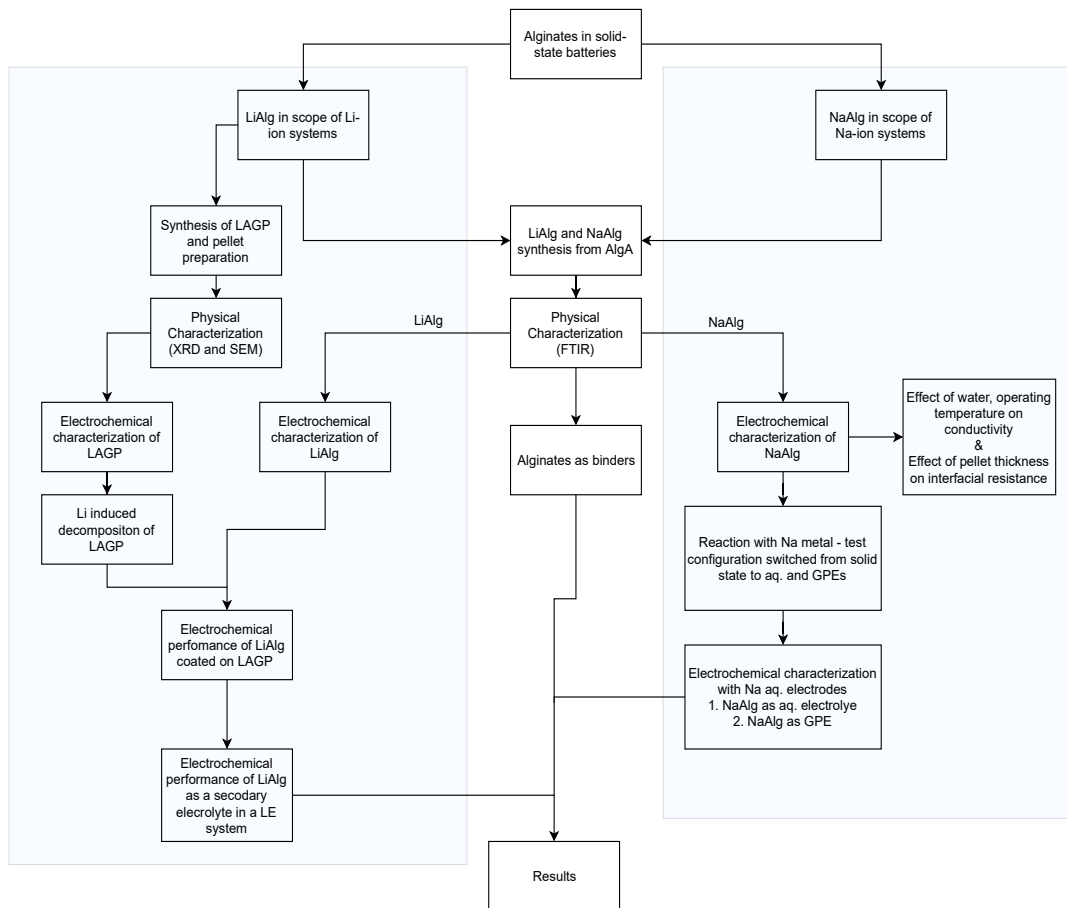 Alginates in solid-
state batteries
LiAlg in scope of Li-
ion systems
NaAlg in scope of
Na-ion systems
Synthesis of LAGP
and pellet
preparation
LiAlg and NaAlg
synthesis from AlgA
Physical
Characterization
(XRD and SEM)
LiAlg
Physical
Characterization
(FTIR)
NaAlg
Electrochemical
characterization of
LAGP
Electrochemical
characterization of
LiAlg
Alginates as binders
Electrochemical
characterization of
NaAlg
Effect of water, operating
temperature on
conductivity
&
Effect of pellet thickness
on interfacial resistance
Li induced
decompositon of
LAGP
Reaction with Na metal - test
configuration switched from solid
state to aq. and GPEs
Electrochemical
perfomance of LiAlg
coated on LAGP
Electrochemical characterization
with Na aq. electrodes
1. NaAlg as aq. electrolye
2. NaAlg as GPE
Electrochemical
performance of LiAlg
as a secodary
elecrolyte in a LE
system
Results